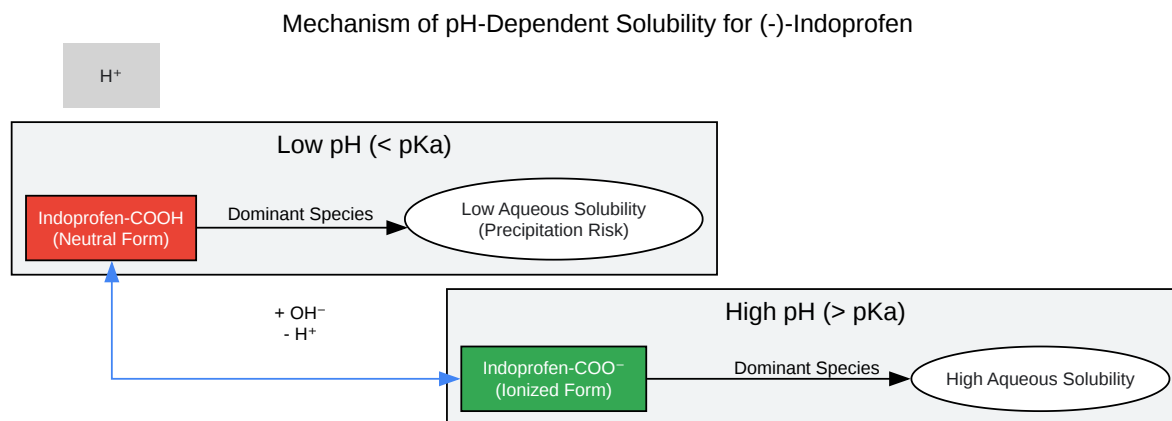 Mechanism of pH-Dependent Solubility for (-)-Indoprofen
H⁺
Low pH (< pKa)
Indoprofen-COOH
(Neutral Form)
Dominant Species
Low Aqueous Solubility
(Precipitation Risk)
+ OH⁻
- H⁺
High pH (> pKa)
Indoprofen-COO⁻
(Ionized Form)
Dominant Species
High Aqueous Solubility